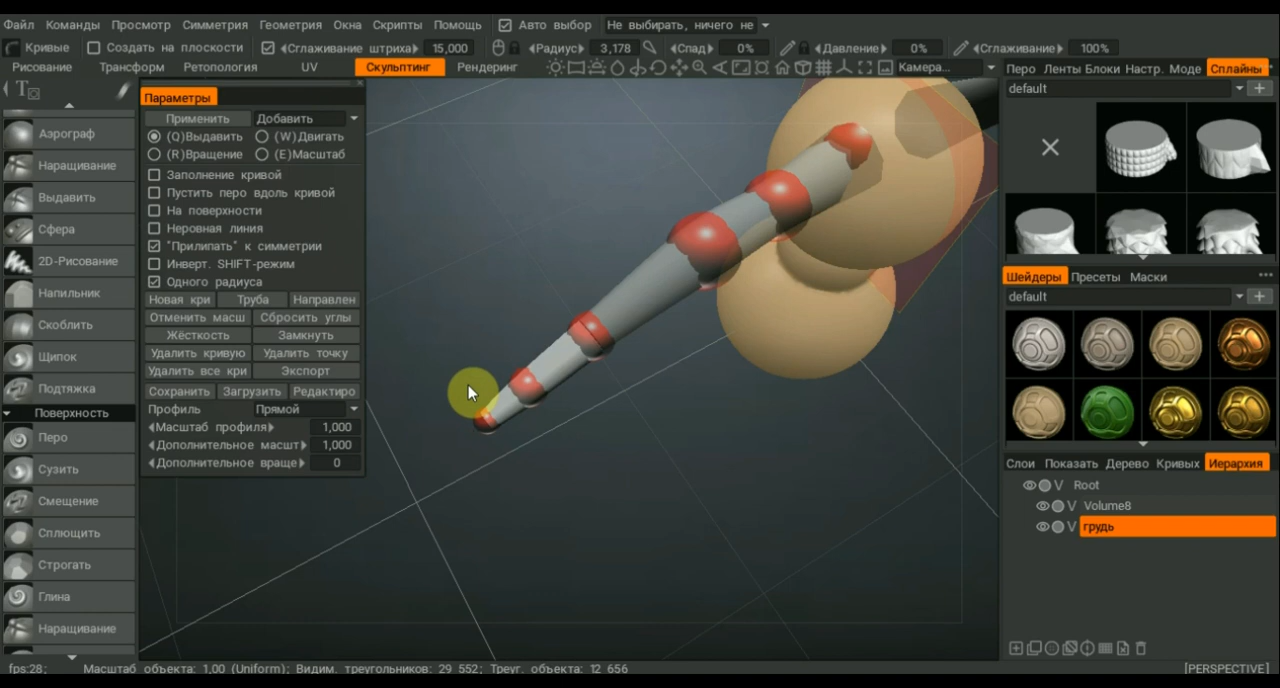 Файл Команды Просмотр Симметрия Геометрия Окна Скрипты Помощь Авто выбор Не выбирать, ничего не
Кривые Создать на плоскости Сглаживание штриха 15,000 Радиус 3,178 Спад 0% Давление 0% Сглаживание 100%
Рисование Трансформ Ретопология UV Скульптинг Рендеринг Камера...
Перо Ленты Блоки Настр. Моде Сплайны
default
Параметры
Применить Добавить
(Q)Выдавить (W)Двигать
(R)Вращение (E)Масштаб
Заполнение кривой
Пустить перо вдоль кривой
На поверхности
Неровная линия
"Прилипать" к симметрии
Инверт. SHIFT-режим
Одного радиуса
Новая кри Труба Направлен
Отменить масш Сбросить углы
Жёсткость Замкнуть
Удалить кривую Удалить точку
Удалить все кри Экспорт
Сохранить Загрузить Редактиро
Профиль Прямой
Масштаб профиля 1,000
Дополнительное масшт 1,000
Дополнительное враще 0
Аэрограф
Наращивание
Выдавить
Сфера
2D-Рисование
Напильник
Скоблить
Щипок
Подтяжка
Поверхность
Перо
Сузить
Смещение
Сплющить
Строгать
Глина
Наращивание
Шейдеры Пресеты Маски
default
Слои Показать Дерево Кривых Иерархия
V Root
V Volume8
V грудь
fps:28; Масштаб объекта: 1,00 (Uniform); Видим. треугольников: 29 552; Треуг. объекта: 12 656 [PERSPECTIVE]